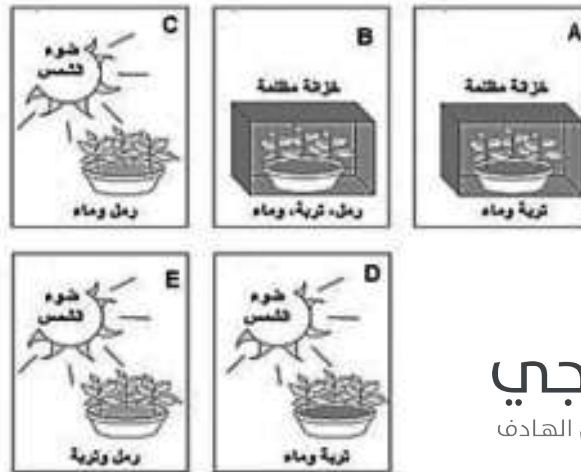 A
خزانة مظلمة
تربة وماء
B
خزانة مظلمة
رمل، تربة، وماء
C
ضوء
الشمس
رمل وماء
D
ضوء
الشمس
تربة وماء
E
ضوء
الشمس
رمل وتربة
الهادف